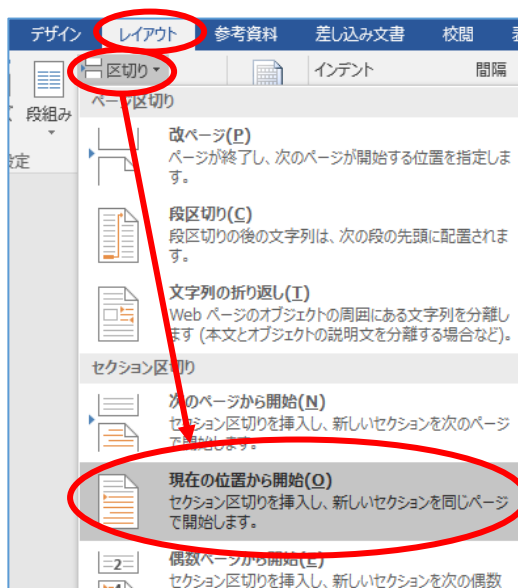 デザイン レイアウト 参考資料 差し込み文書 校閲
区切り インデント 間隔
段組み
定
ページ区切り
改ページ(P)
ページが終了し、次のページが開始する位置を指定しま
す。
段区切り(C)
段区切りの後の文字列は、次の段の先頭に配置されま
す。
文字列の折り返し(T)
Web ページのオブジェクトの周囲にある文字列を分離し
ます (本文とオブジェクトの説明文を分離する場合など)。
セクション区切り
次のページから開始(N)
セクション区切りを挿入し、新しいセクションを次のページ
で開始します。
現在の位置から開始(O)
セクション区切りを挿入し、新しいセクションを同じページ
で開始します。
偶数ページから開始(E)
セクション区切りを挿入し、新しいセクションを次の偶数